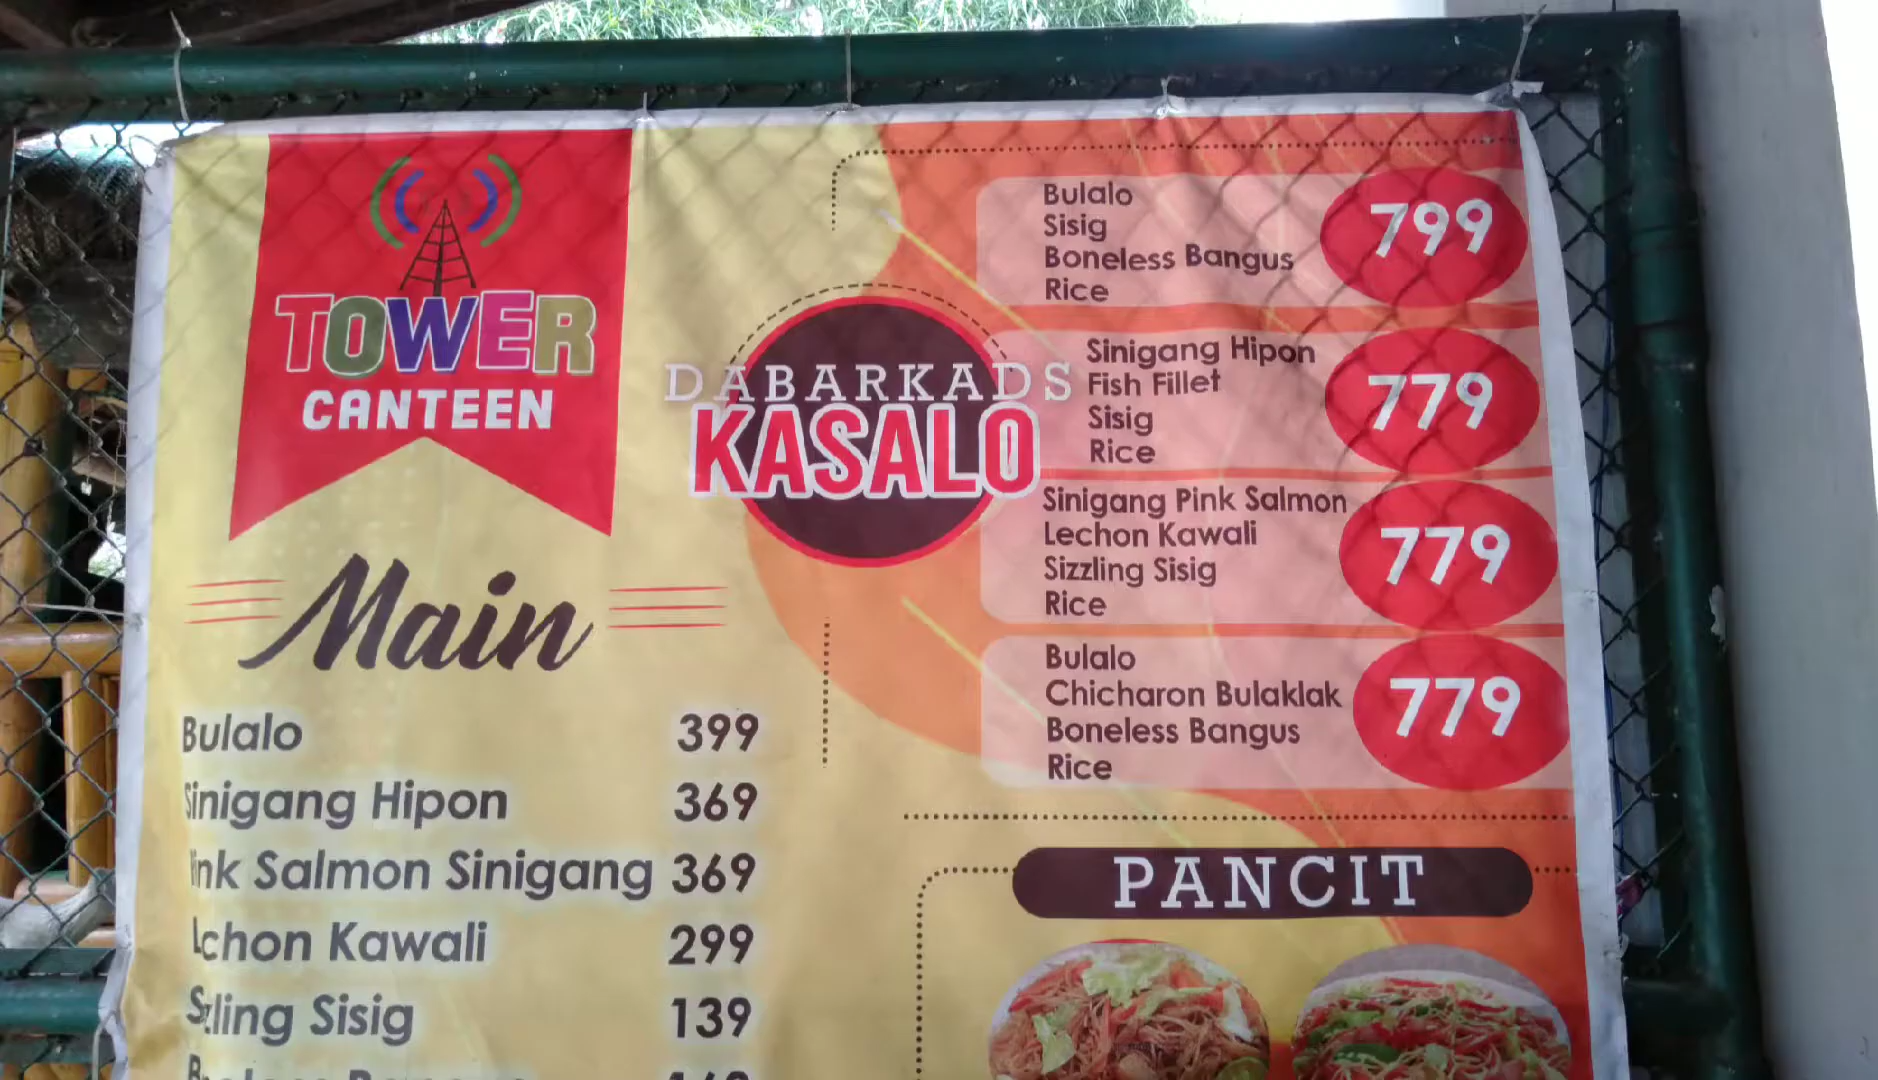 TOWER
CANTEEN
Main
Bulalo 399
Sinigang Hipon 369
Salmon Sinigang 369
Kawali 299
Sisig 139
DABARKADS
KASALO
Bulalo
Sisig
Boneless Bangus
Rice
799
Sinigang Hipon
Fish Fillet
Sisig
Rice
779
Sinigang Pink Salmon
Lechon Kawali
Sizzling Sisig
Rice
779
Bulalo
Chicharon Bulaklak
Boneless Bangus
Rice
779
PANCIT